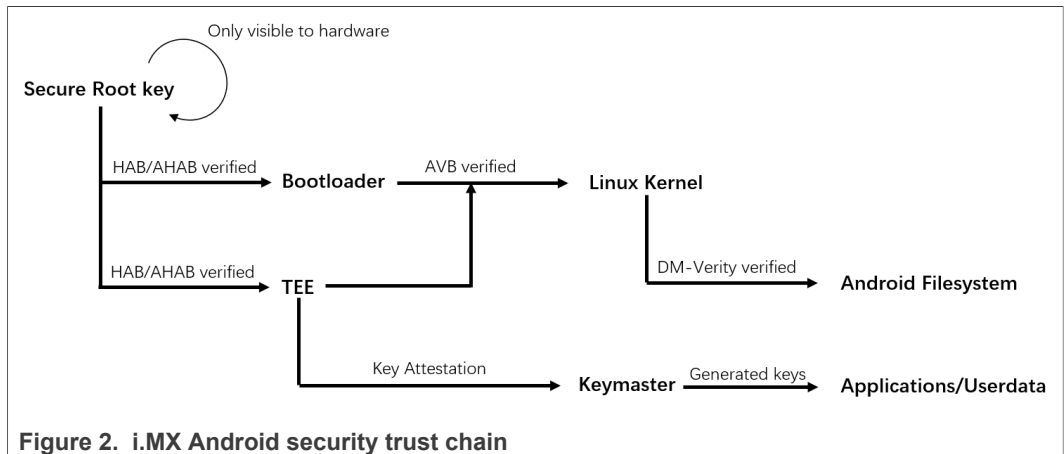 Only visible to hardware
Secure Root key
HAB/AHAB verified
Bootloader
AVB verified
Linux Kernel
HAB/AHAB verified
TEE
DM-Verity verified
Android Filesystem
Key Attestation
Keymaster
Generated keys
Applications/Userdata
Figure 2. i.MX Android security trust chain